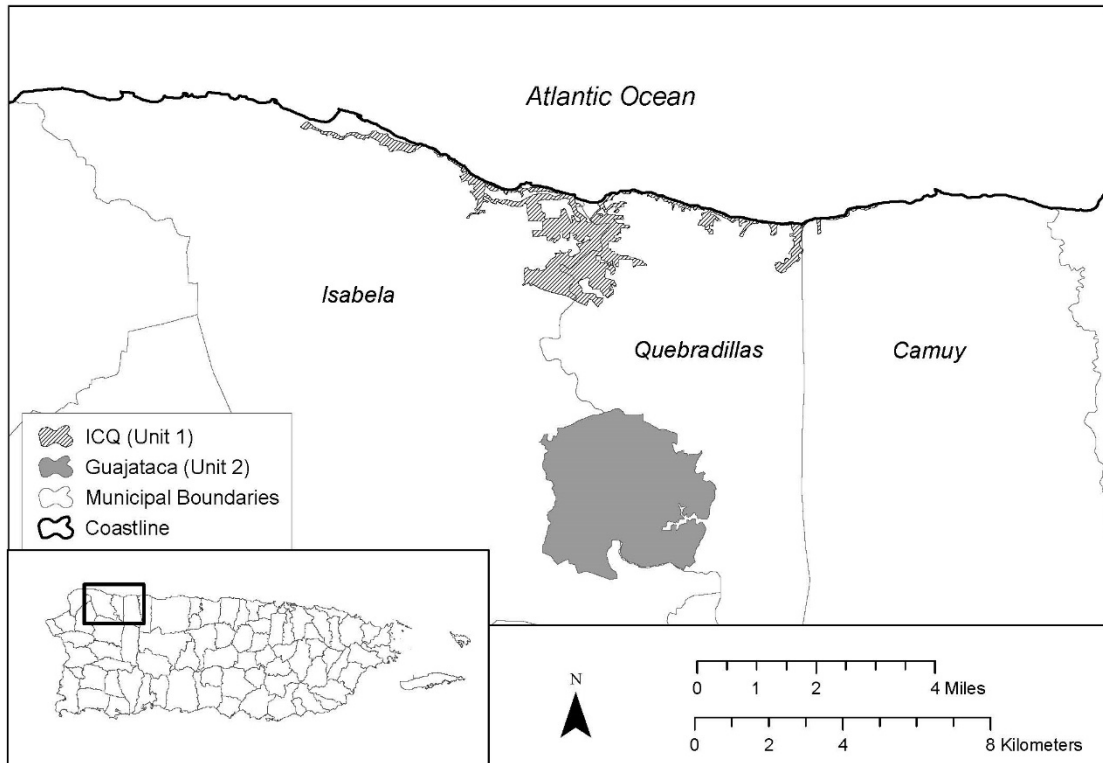 Atlantic Ocean
Isabela
Quebradillas
Camuy
ICQ (Unit 1)
Guajataca (Unit 2)
Municipal Boundaries
Coastline
N
0 1 2 4 Miles
0 2 4 8 Kilometers